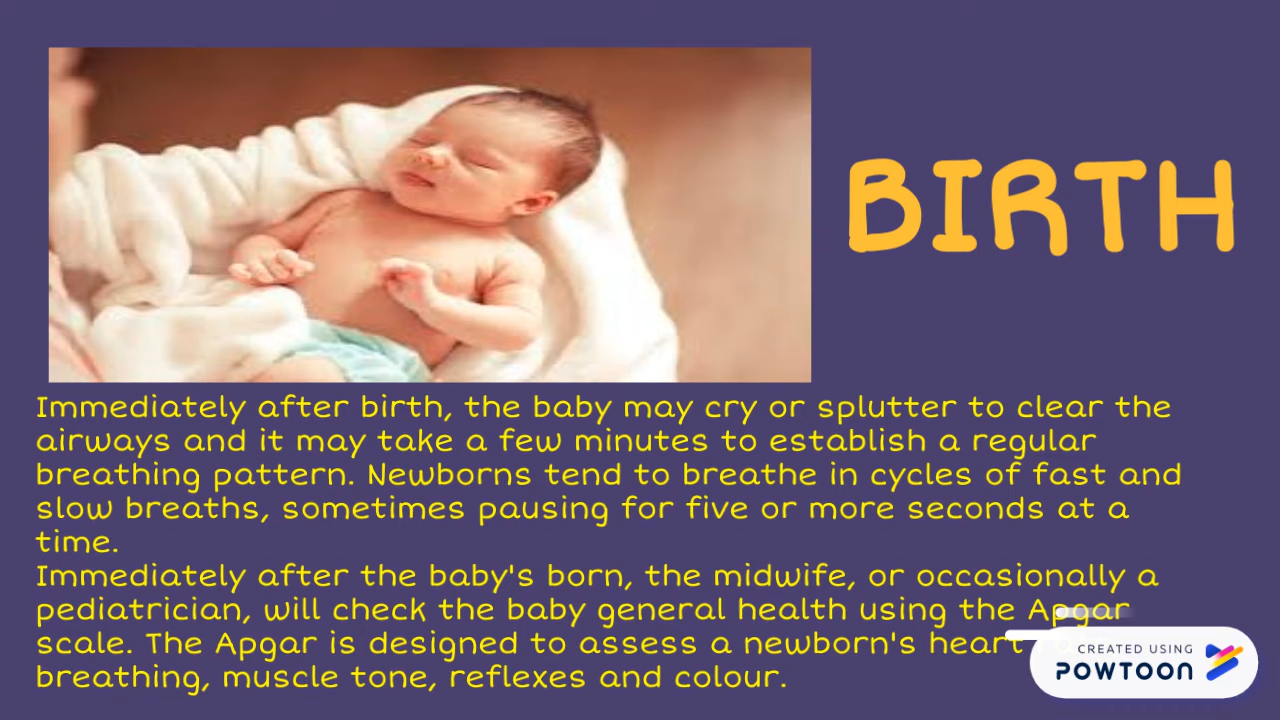 BIRTH
Immediately after birth, the baby may cry or splutter to clear the
airways and it may take a few minutes to establish a regular
breathing pattern. Newborns tend to breathe in cycles of fast and
slow breaths, sometimes pausing for five or more seconds at a
time.
Immediately after the baby's born, the midwife, or occasionally a
pediatrician, will check the baby general health using the Apgar
scale. The Apgar is designed to assess a newborn's heart
breathing, muscle tone, reflexes and colour.
CREATED USING
POWTOON